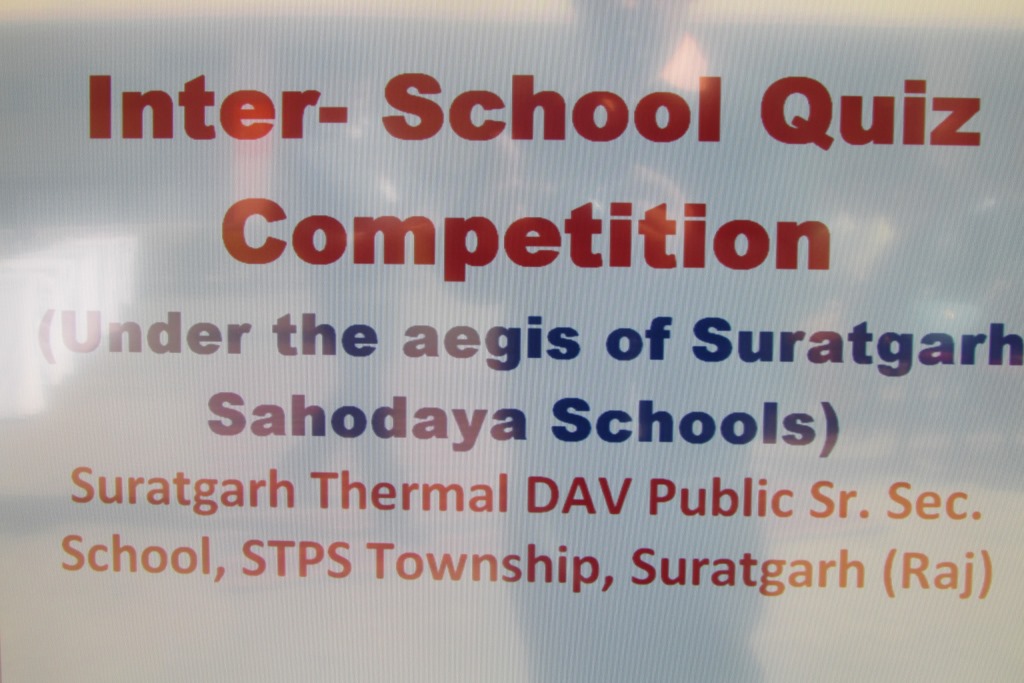 Inter- School Quiz
Competition
(Under the aegis of Suratgarh
Sahodaya Schools)
Suratgarh Thermal DAV Public Sr. Sec.
School, STPS Township, Suratgarh (Raj)